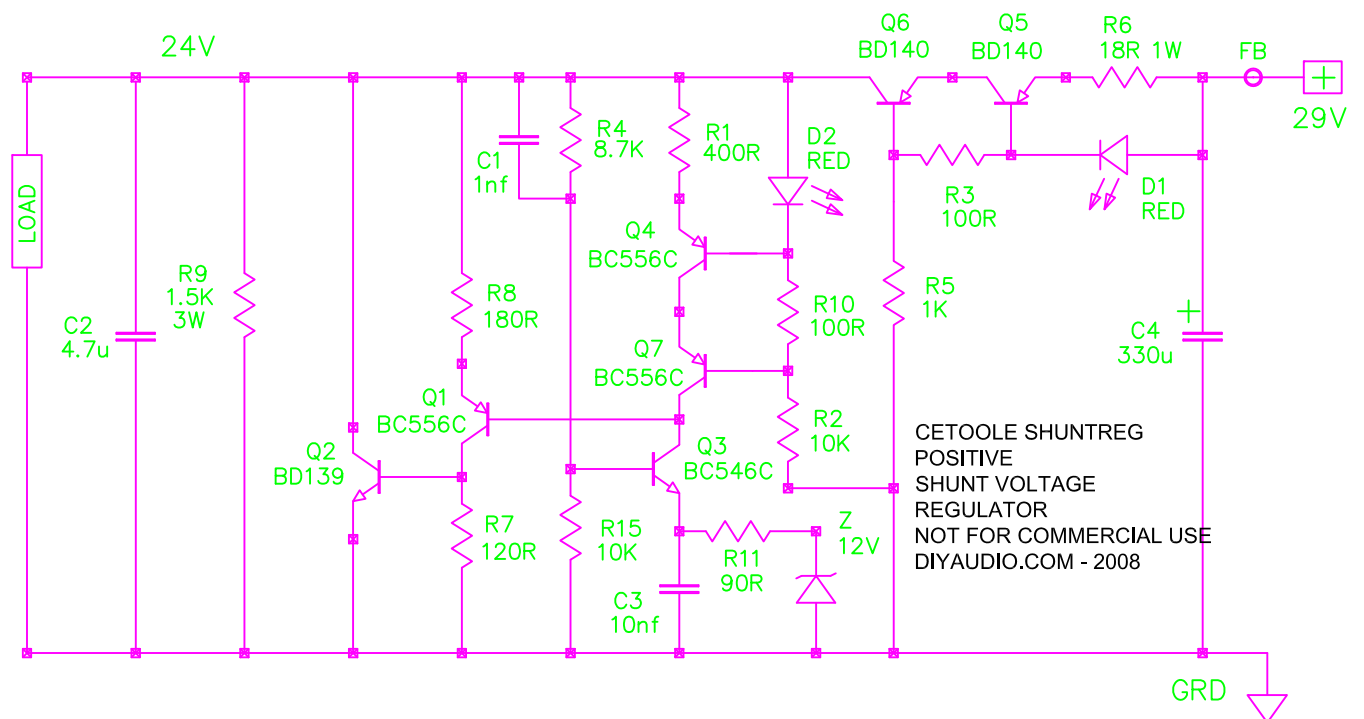 24V
Q6
BD140
Q5
BD140
R6
18R 1W
FB
+
29V
C1
1nf
R4
8.7K
R1
400R
D2
RED
R3
100R
D1
RED
LOAD
Q4
BC556C
R9
1.5K
3W
C2
4.7u
R8
180R
R10
100R
R5
1K
+
C4
330u
Q7
BC556C
Q1
BC556C
R2
10K
Q2
BD139
Q3
BC546C
CETOOLE SHUNTREG
POSITIVE
SHUNT VOLTAGE
REGULATOR
NOT FOR COMMERCIAL USE
DIYAUDIO.COM - 2008
R7
120R
R15
10K
R11
90R
Z
12V
C3
10nf
GRD